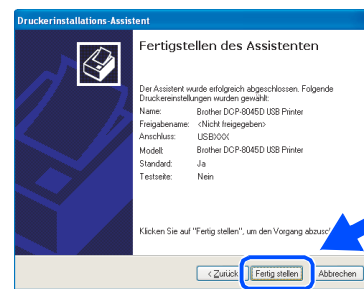 Druckerinstallations-Assistent
Fertigstellen des Assistenten
Der Assistent wurde erfolgreich abgeschlossen. Folgende
Druckereinstellungen wurden gewählt:
Name: Brother DCP-8045D USB Printer
Freigabename: <Nicht freigegeben>
Anschluss: USBXXX
Modell: Brother DCP-8045D USB Printer
Standard: Ja
Testseite: Nein
Klicken Sie auf "Fertig stellen", um den Vorgang
< Zurück Fertig stellen Abbrechen